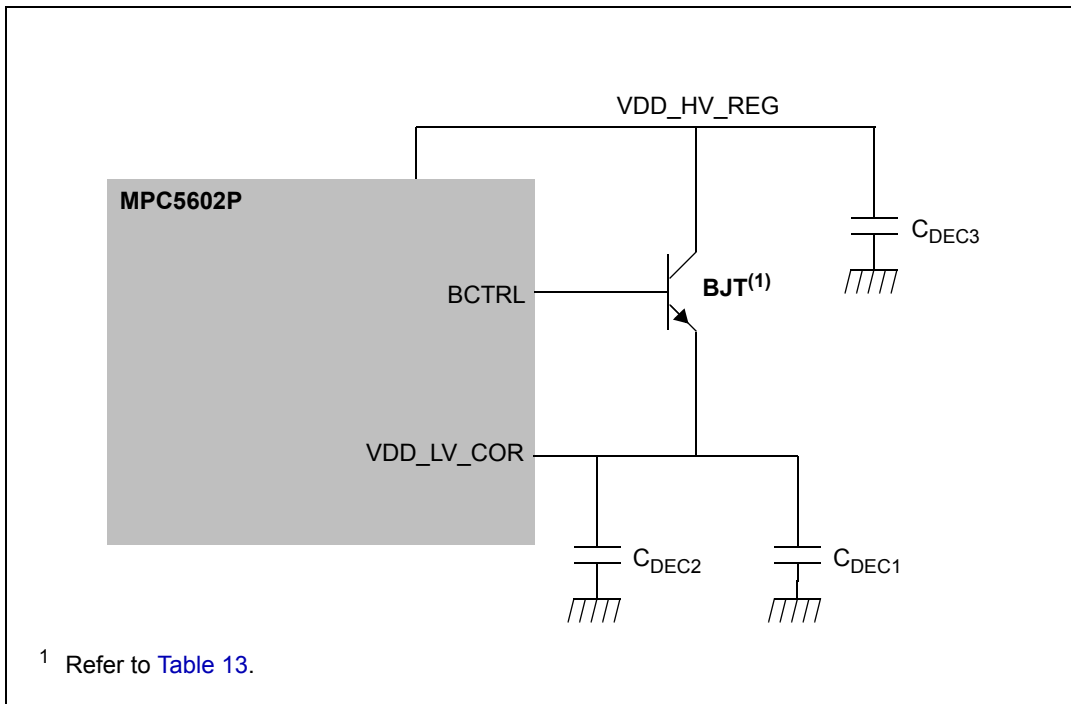 VDD_HV_REG
MPC5602P
CDEC3
BCTRL
BJT(1)
VDD_LV_COR
CDEC2
CDEC1
1 Refer to Table 13.